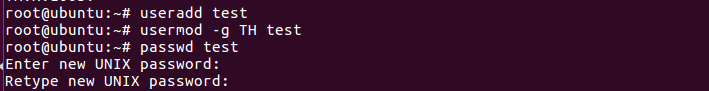 root@ubuntu:~# useradd test
root@ubuntu:~# usermod -g TH test
root@ubuntu:~# passwd test
Enter new UNIX password:
Retype new UNIX password: